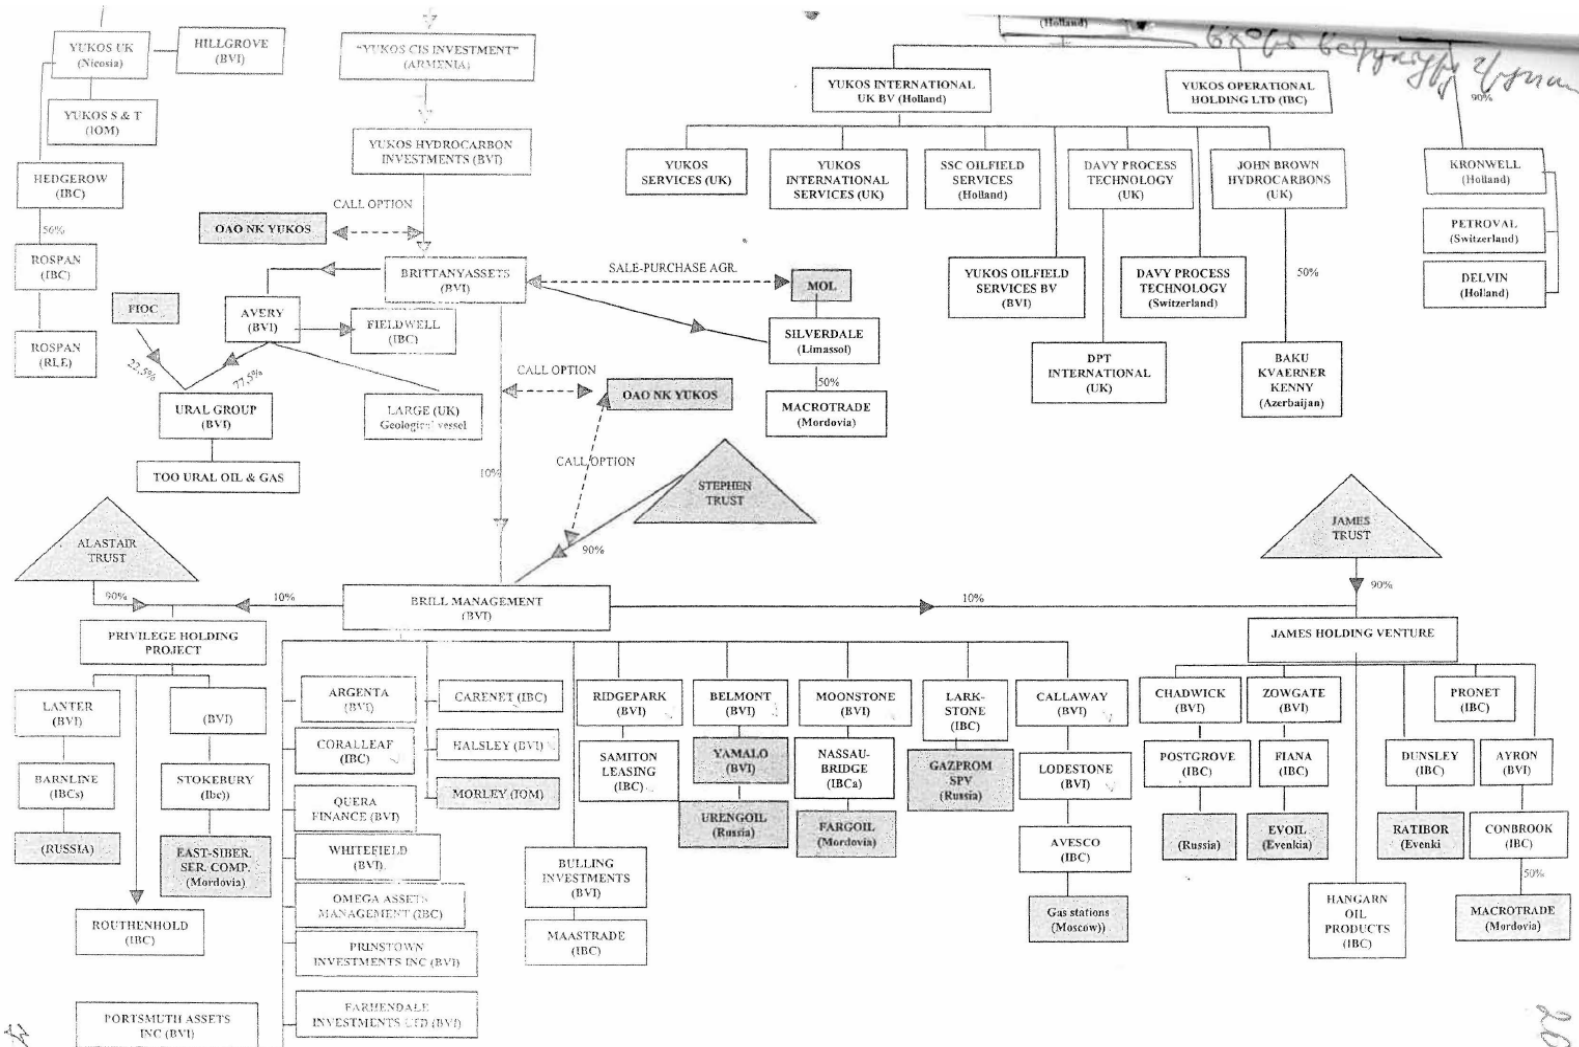 (Holland)
YUKOS UK
(Nicosia)
HILLGROVE
(BVI)
"YUKOS CIS INVESTMENT"
(ARMENIA)
YUKOS INTERNATIONAL
UK BV (Holland)
YUKOS OPERATIONAL
HOLDING LTD (IBC)
90%
YUKOS S & T
(IOM)
YUKOS HYDROCARBON
INVESTMENTS (BVI)
YUKOS
SERVICES (UK)
YUKOS
INTERNATIONAL
SERVICES (UK)
SSC OILFIELD
SERVICES
(Holland)
DAVY PROCESS
TECHNOLOGY
(UK)
JOHN BROWN
HYDROCARBONS
(UK)
KRONWELL
(Holland)
HEDGEROW
(IBC)
CALL OPTION
OAO NK YUKOS
PETROVAL
(Switzerland)
56%
ROSPAN
(IBC)
BRITTANYASSETS
(BVI)
SALE-PURCHASE AGR.
MOL
YUKOS OILFIELD
SERVICES BV
(BVI)
DAVY PROCESS
TECHNOLOGY
(Switzerland)
50%
DELVIN
(Holland)
FIOC
AVERY
(BVI)
FIELDWELL
(IBC)
SILVERDALE
(Limassol)
ROSPAN
(RLE)
22,5%
77,5%
CALL OPTION
OAO NK YUKOS
50%
DPT
INTERNATIONAL
(UK)
BAKU
KVAERNER
KENNY
(Azerbaijan)
URAL GROUP
(BVI)
LARGE (UK)
Geological vessel
MACROTRADE
(Mordovia)
TOO URAL OIL & GAS
10%
CALL OPTION
STEPHEN
TRUST
JAMES
TRUST
ALASTAIR
TRUST
90%
90%
90%
10%
BRILL MANAGEMENT
(BVI)
10%
PRIVILEGE HOLDING
PROJECT
JAMES HOLDING VENTURE
LANTER
(BVI)
(BVI)
ARGENTA
(BVI)
CARENET (IBC)
RIDGEPARK
(BVI)
BELMONT
(BVI)
MOONSTONE
(BVI)
LARK-
STONE
(IBC)
CALLAWAY
(BVI)
CHADWICK
(BVI)
ZOWGATE
(BVI)
PRONET
(IBC)
BARNLINE
(IBCs)
STOKEBURY
(Ibc))
CORALLEAF
(IBC)
HALSLEY (BVI)
SAMITON
LEASING
(IBC)
YAMALO
(BVI)
NASSAU-
BRIDGE
(IBCa)
GAZPROM
SPV
(Russia)
LODESTONE
(BVI)
POSTGROVE
(IBC)
FIANA
(IBC)
DUNSLEY
(IBC)
AYRON
(BVI)
QUERA
FINANCE (BVI)
MORLEY (IOM)
URENGOIL
(Russia)
FARGOIL
(Mordovia)
AVESCO
(IBC)
(Russia)
EVOIL
(Evenkia)
RATIBOR
(Evenki
CONBROOK
(IBC)
(RUSSIA)
EAST-SIBER.
SER. COMP.
(Mordovia)
WHITEFIELD
(BVI).
BULLING
INVESTMENTS
(BVI)
50%
ROUTHENHOLD
(IBC)
OMEGA ASSETS
MANAGEMENT (IBC)
Gas stations
(Moscow))
HANGARN
OIL
PRODUCTS
(IBC)
MACROTRADE
(Mordovia)
PRINSTOWN
INVESTMENTS INC (BVI)
MAASTRADE
(IBC)
PORTSMUTH ASSETS
INC (BVI)
FARHENDALE
INVESTMENTS LTD (BVI)